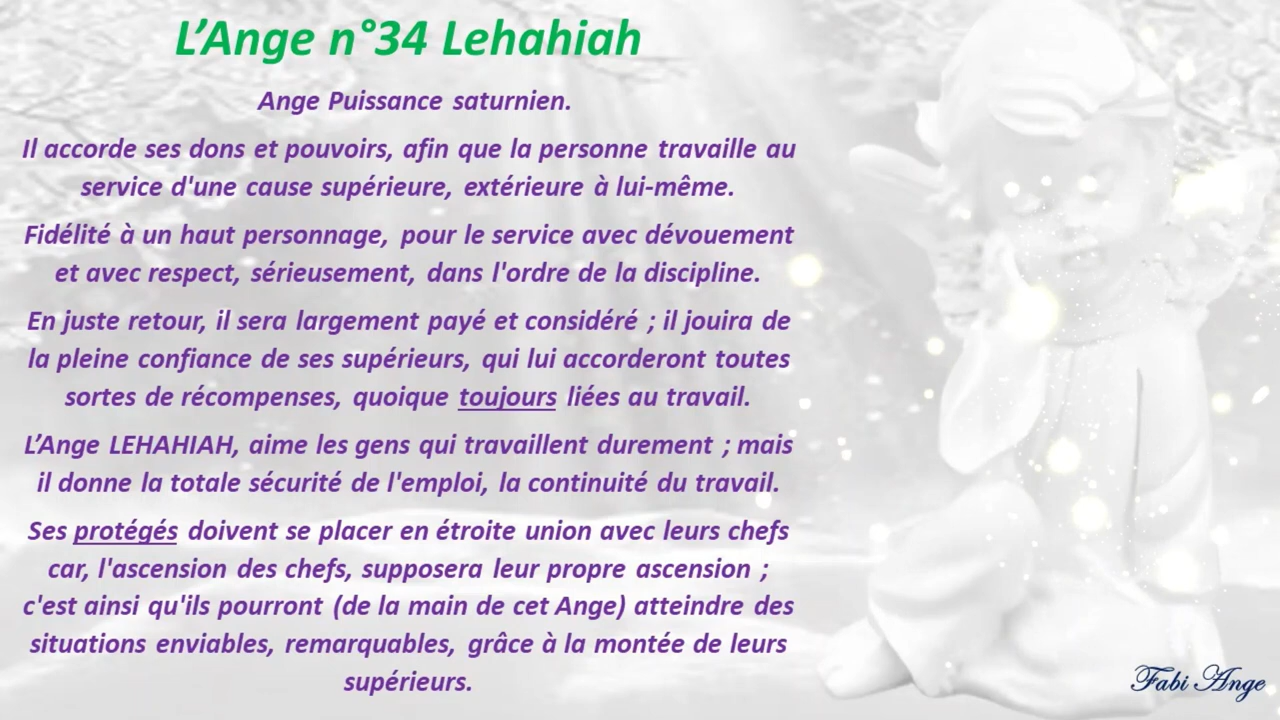 L’Ange n°34 Lehahiah
Ange Puissance saturnien.
Il accorde ses dons et pouvoirs, afin que la personne travaille au
service d'une cause supérieure, extérieure à lui-même.
Fidélité à un haut personnage, pour le service avec dévouement
et avec respect, sérieusement, dans l'ordre de la discipline.
En juste retour, il sera largement payé et considéré ; il jouira de
la pleine confiance de ses supérieurs, qui lui accorderont toutes
sortes de récompenses, quoique toujours liées au travail.
L’Ange LEHAHIAH, aime les gens qui travaillent durement ; mais
il donne la totale sécurité de l'emploi, la continuité du travail.
Ses protégés doivent se placer en étroite union avec leurs chefs
car, l'ascension des chefs, supposera leur propre ascension ;
c'est ainsi qu'ils pourront (de la main de cet Ange) atteindre des
situations enviables, remarquables, grâce à la montée de leurs
supérieurs.
Fabi Ange